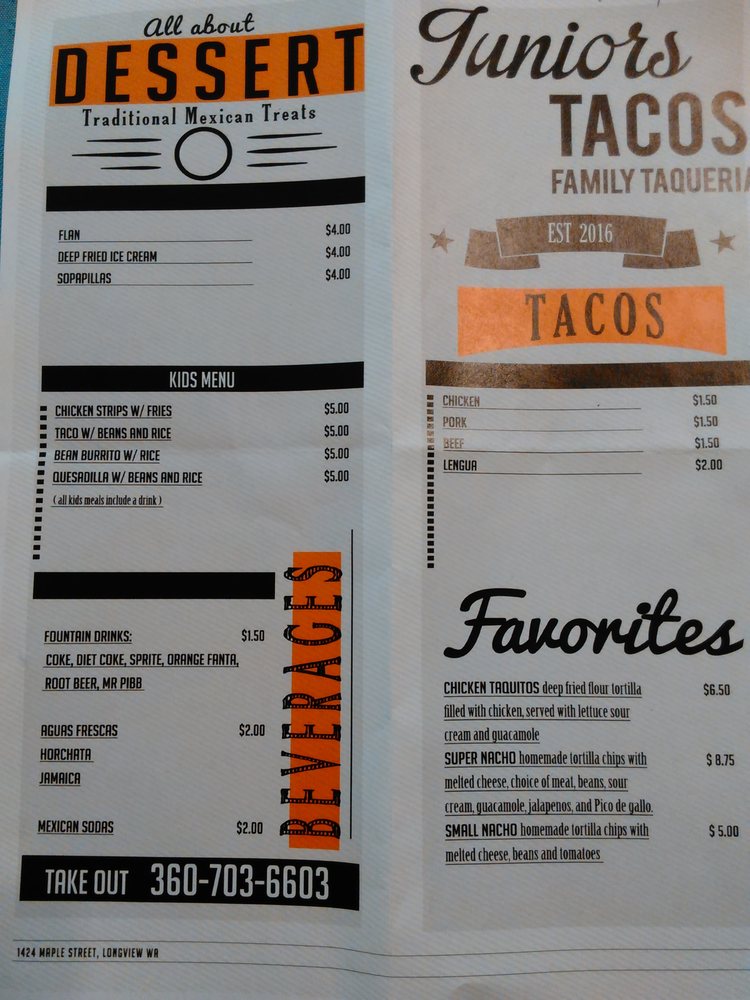 All about
DESSERT
Traditional Mexican Treats
FLAN $4.00
DEEP FRIED ICE CREAM $4.00
SOPAPILLAS $4.00
KIDS MENU
CHICKEN STRIPS W/ FRIES $5.00
TACO W/ BEANS AND RICE $5.00
BEAN BURRITO W/ RICE $5.00
QUESADILLA W/ BEANS AND RICE $5.00
( all kids meals include a drink )
BEVERAGES
FOUNTAIN DRINKS: $1.50
COKE, DIET COKE, SPRITE, ORANGE FANTA,
ROOT BEER, MR PIBB
AGUAS FRESCAS $2.00
HORCHATA
JAMAICA
MEXICAN SODAS $2.00
TAKE OUT 360-703-6603
1424 MAPLE STREET, LONGVIEW WA
Juniors
TACOS
FAMILY TAQUERIA
EST 2016
TACOS
CHICKEN $1.50
PORK $1.50
BEEF $1.50
LENGUA $2.00
Favorites
CHICKEN TAQUITOS deep fried flour tortilla $6.50
filled with chicken, served with lettuce sour
cream and guacamole
SUPER NACHO homemade tortilla chips with $ 8.75
melted cheese, choice of meat, beans, sour
cream, guacamole, jalapenos, and Pico de gallo.
SMALL NACHO homemade tortilla chips with $ 5.00
melted cheese, beans and tomatoes